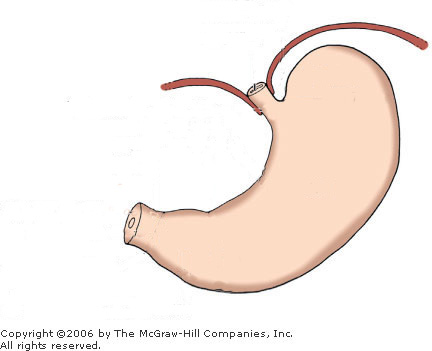 Copyright ©2006 by The McGraw-Hill Companies, Inc.
All rights reserved.